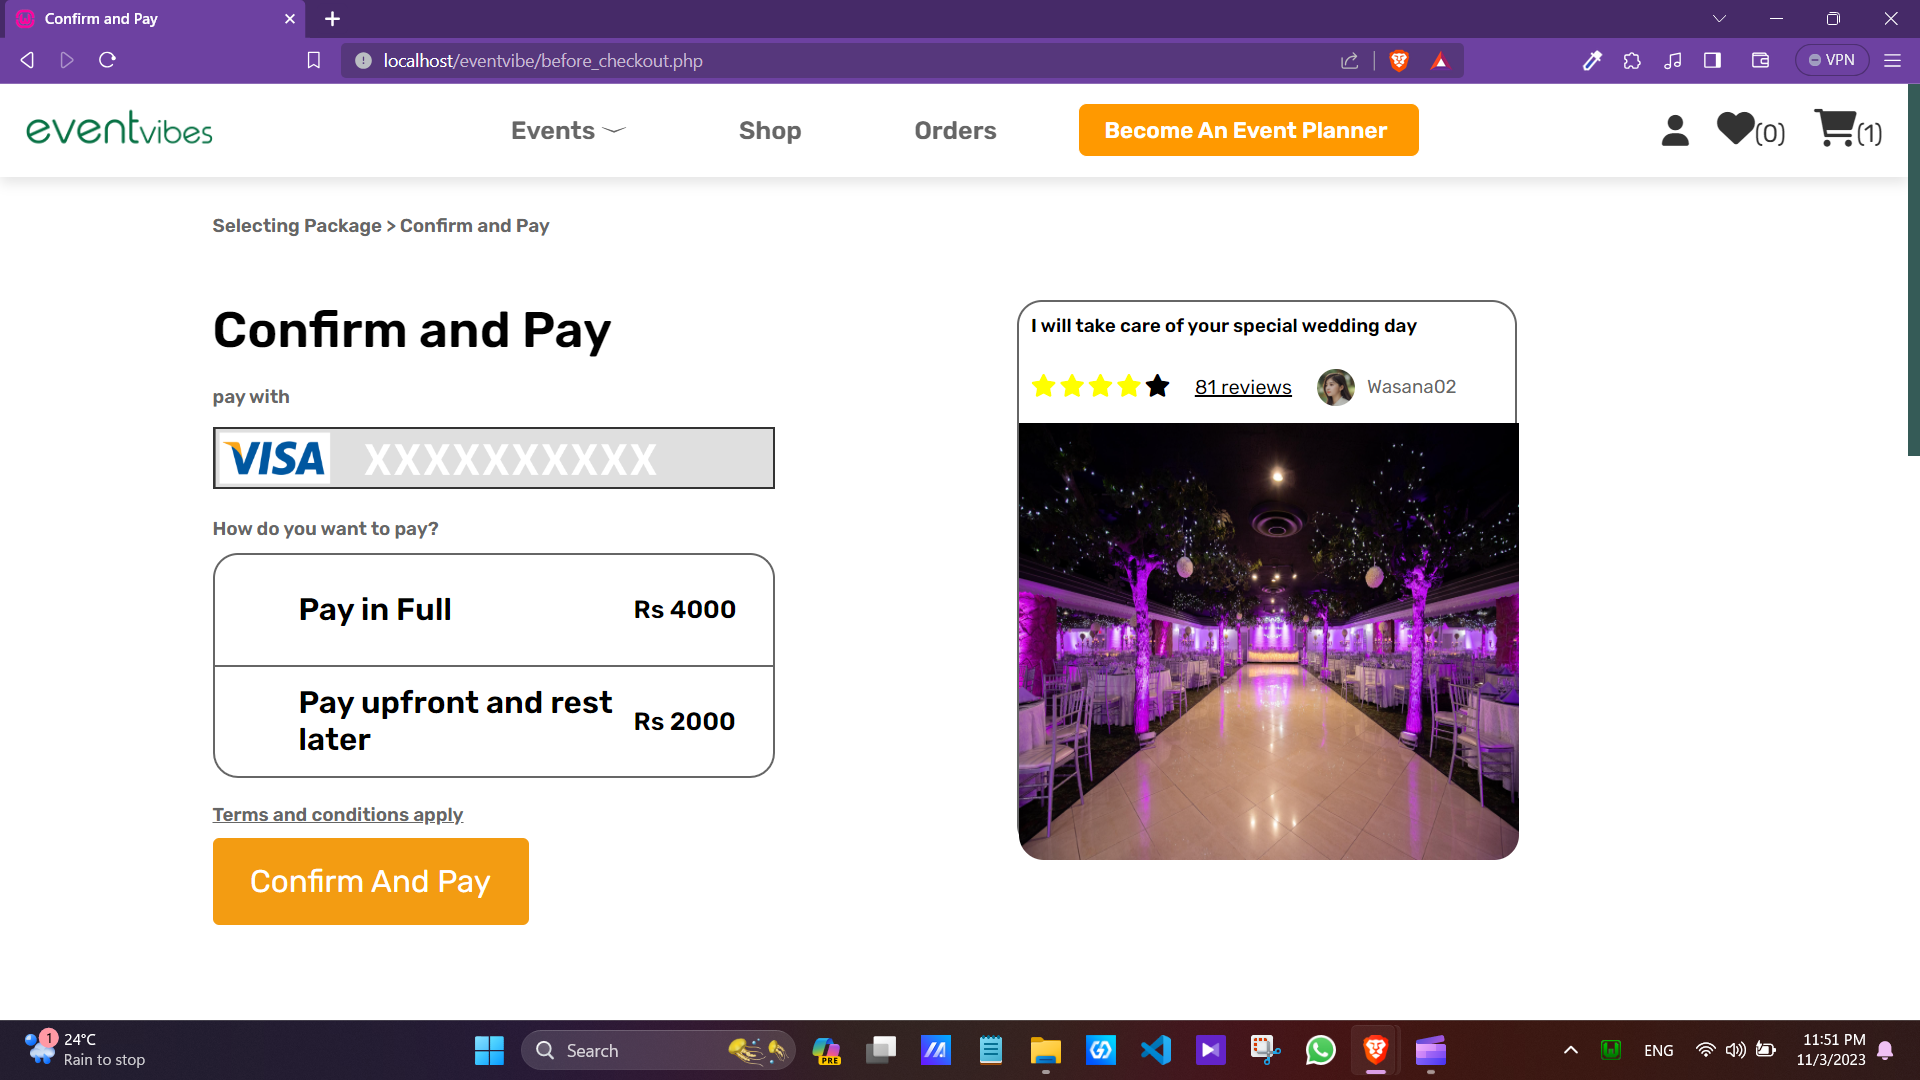 Confirm and Pay
localhost/eventvibe/before_checkout.php
VPN
eventvibes
Events
Shop
Orders
Become An Event Planner
(0)
(1)
Selecting Package > Confirm and Pay
Confirm and Pay
pay with
VISA
XXXXXXXXXX
How do you want to pay?
Pay in Full
Rs 4000
Pay upfront and rest
later
Rs 2000
Terms and conditions apply
Confirm And Pay
I will take care of your special wedding day
81 reviews
Wasana02
1
24°C
Rain to stop
Search
PRE
ENG
11:51 PM
11/3/2023